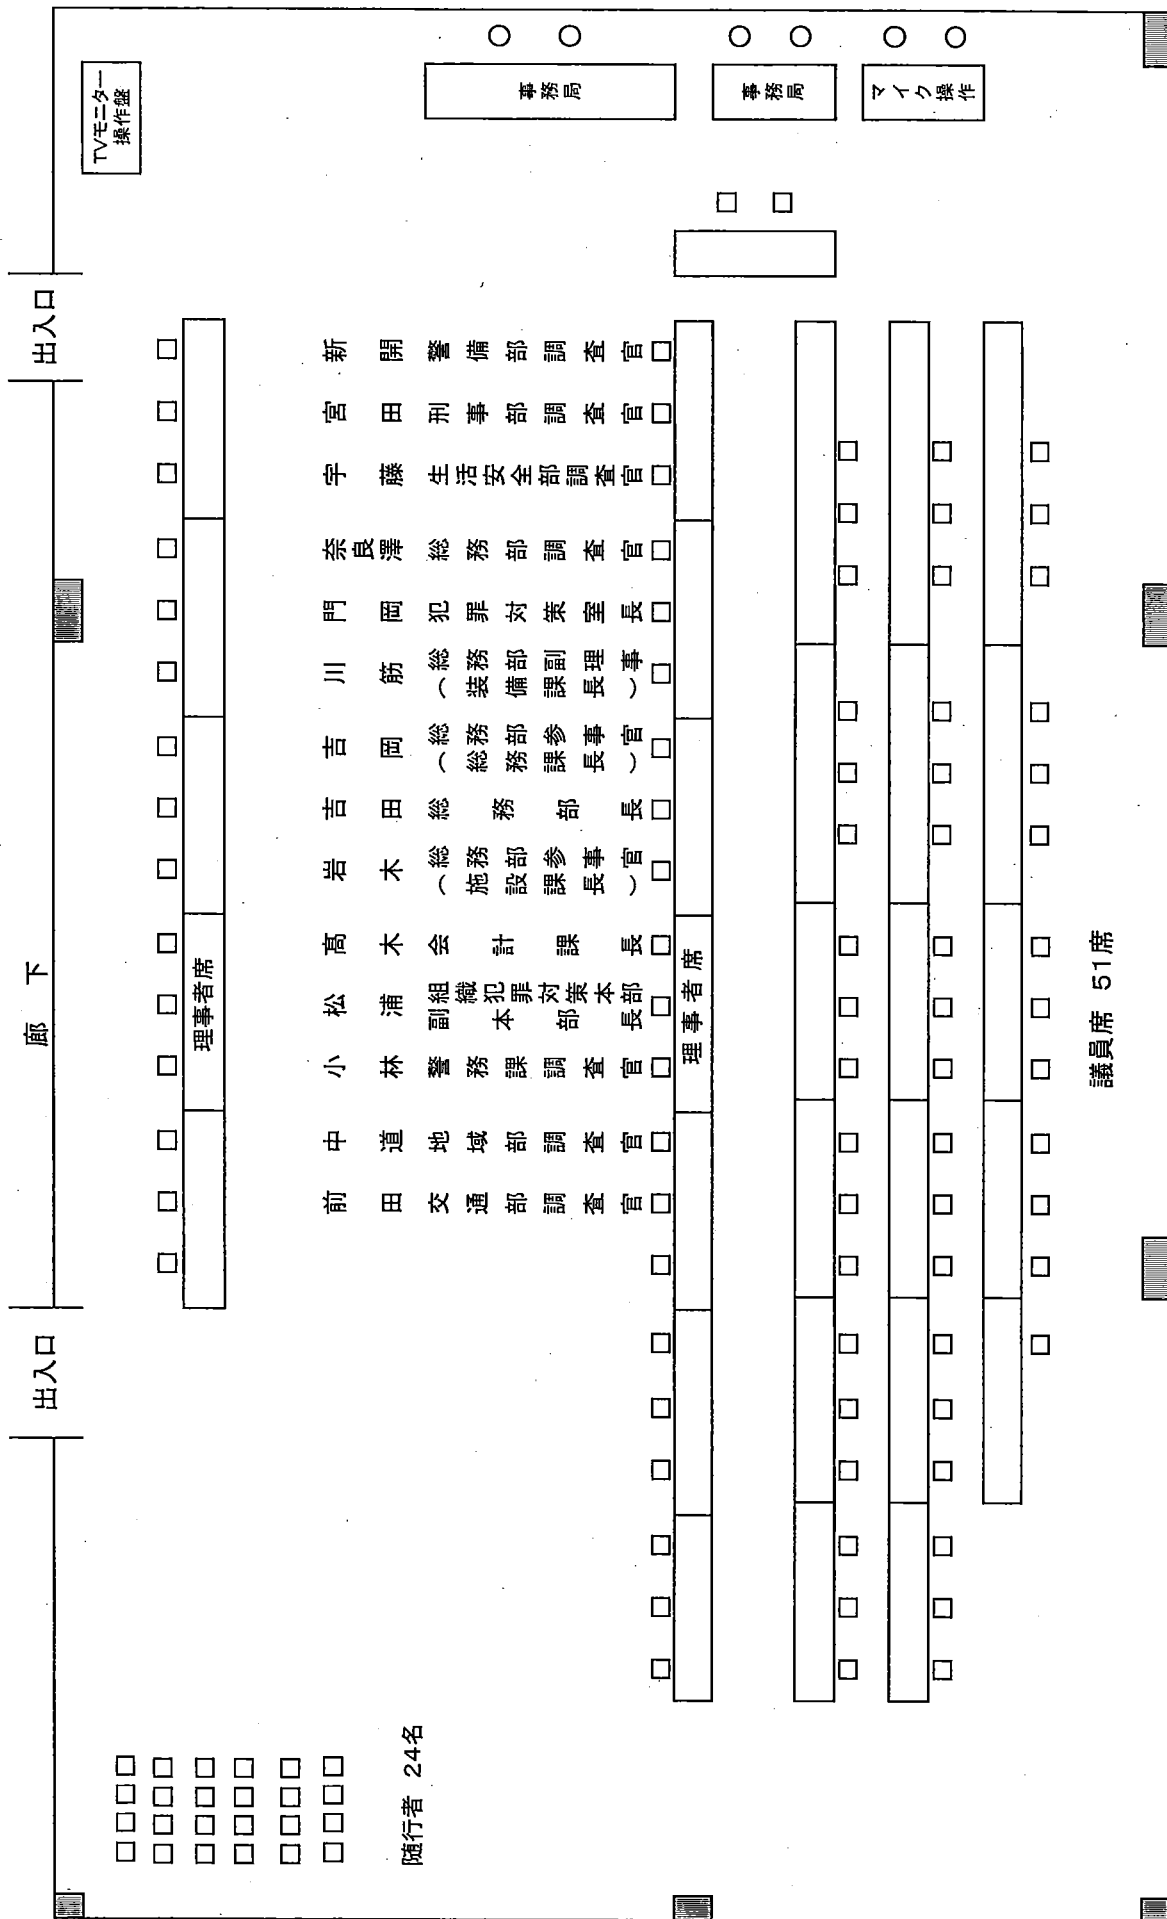 出入口
廊 下
出入口
TVモニター
操作盤
理事者席
新開警備部調査官
宮田刑事部調査官
宇藤生活安全部調査官
奈良澤総務部調査官
門岡犯罪対策室長
川筋総務部副理事
（装備課長）
吉岡総務部参事官
（総務課長）
吉田総務部長
岩木総務部参事官
（施設課長）
髙木会計課長
松浦組織犯罪対策本部
副本部長
小林警務課調査官
中道地域部調査官
前田交通部調査官
随行者 24名
事務局
理事者席
事務局
マイク操作
議員席 51席